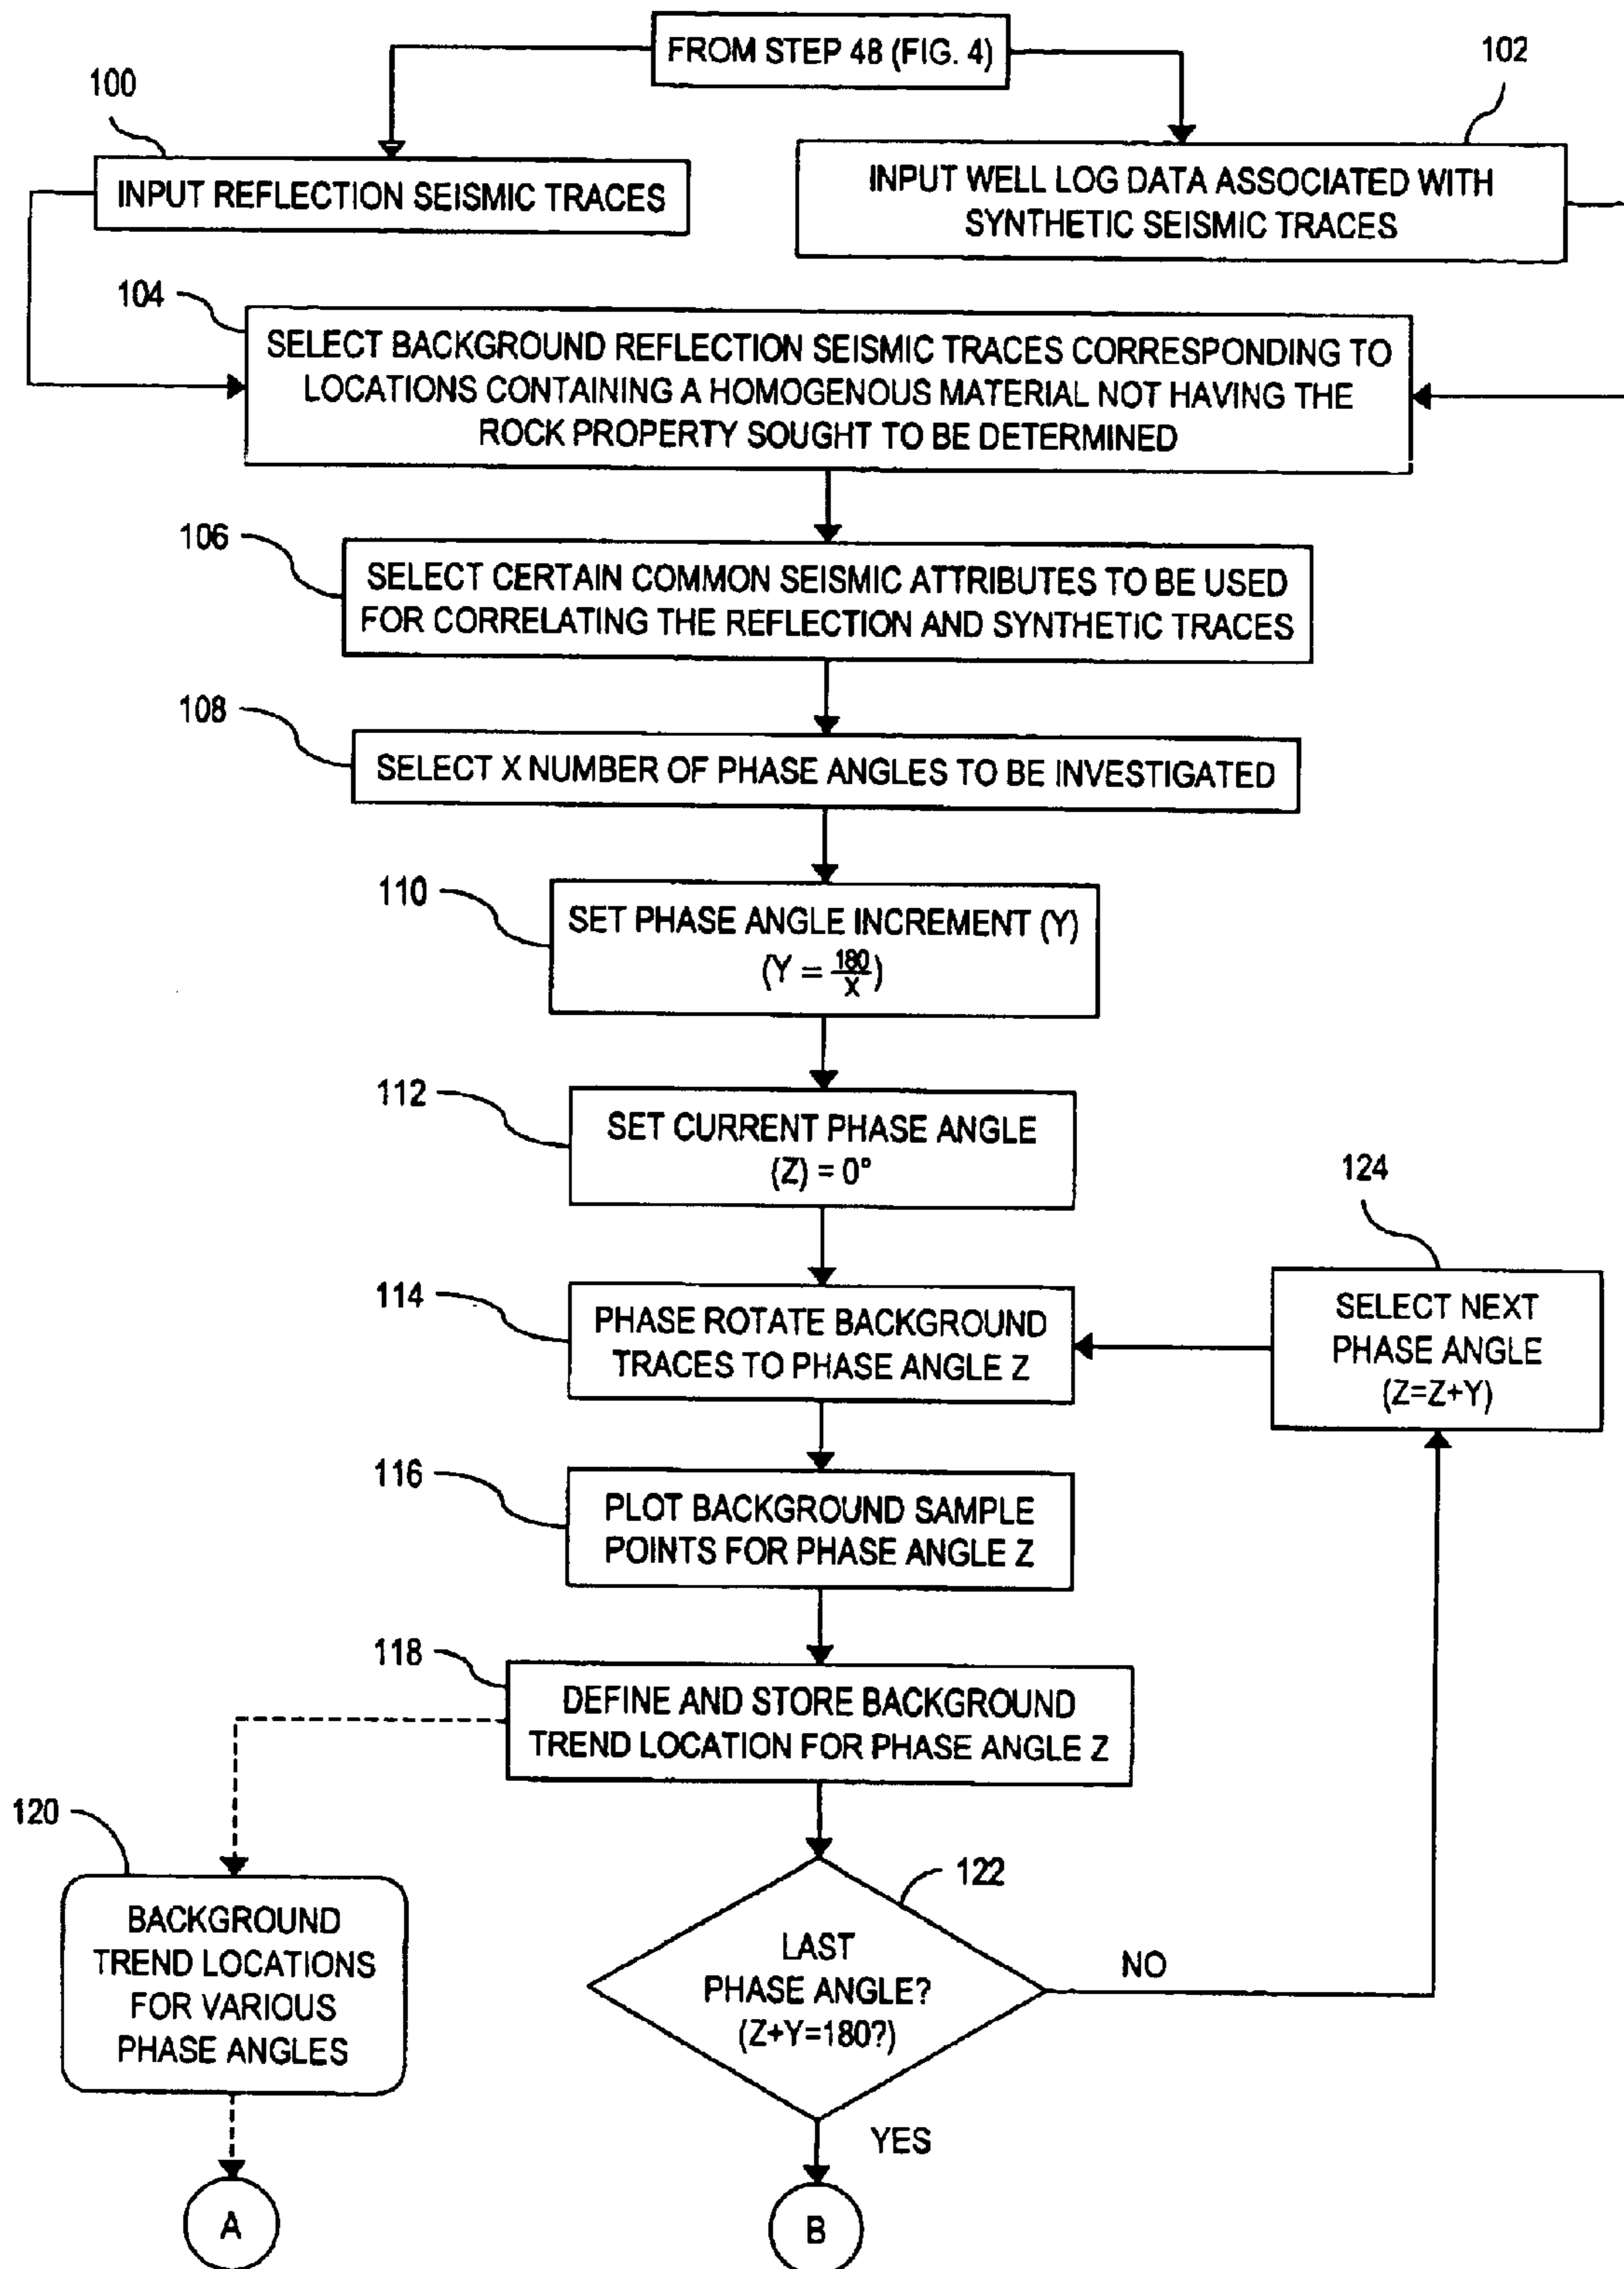 FROM STEP 48 (FIG. 4)
100
102
INPUT REFLECTION SEISMIC TRACES
INPUT WELL LOG DATA ASSOCIATED WITH
SYNTHETIC SEISMIC TRACES
104
SELECT BACKGROUND REFLECTION SEISMIC TRACES CORRESPONDING TO
LOCATIONS CONTAINING A HOMOGENOUS MATERIAL NOT HAVING THE
ROCK PROPERTY SOUGHT TO BE DETERMINED
106
SELECT CERTAIN COMMON SEISMIC ATTRIBUTES TO BE USED
FOR CORRELATING THE REFLECTION AND SYNTHETIC TRACES
108
SELECT X NUMBER OF PHASE ANGLES TO BE INVESTIGATED
110
SET PHASE ANGLE INCREMENT (Y)
(Y = 180/X)
112
SET CURRENT PHASE ANGLE
(Z) = 0°
124
114
PHASE ROTATE BACKGROUND
TRACES TO PHASE ANGLE Z
SELECT NEXT
PHASE ANGLE
(Z=Z+Y)
116
PLOT BACKGROUND SAMPLE
POINTS FOR PHASE ANGLE Z
118
DEFINE AND STORE BACKGROUND
TREND LOCATION FOR PHASE ANGLE Z
120
BACKGROUND
TREND LOCATIONS
FOR VARIOUS
PHASE ANGLES
122
LAST
PHASE ANGLE?
(Z+Y=180?)
NO
YES
A
B